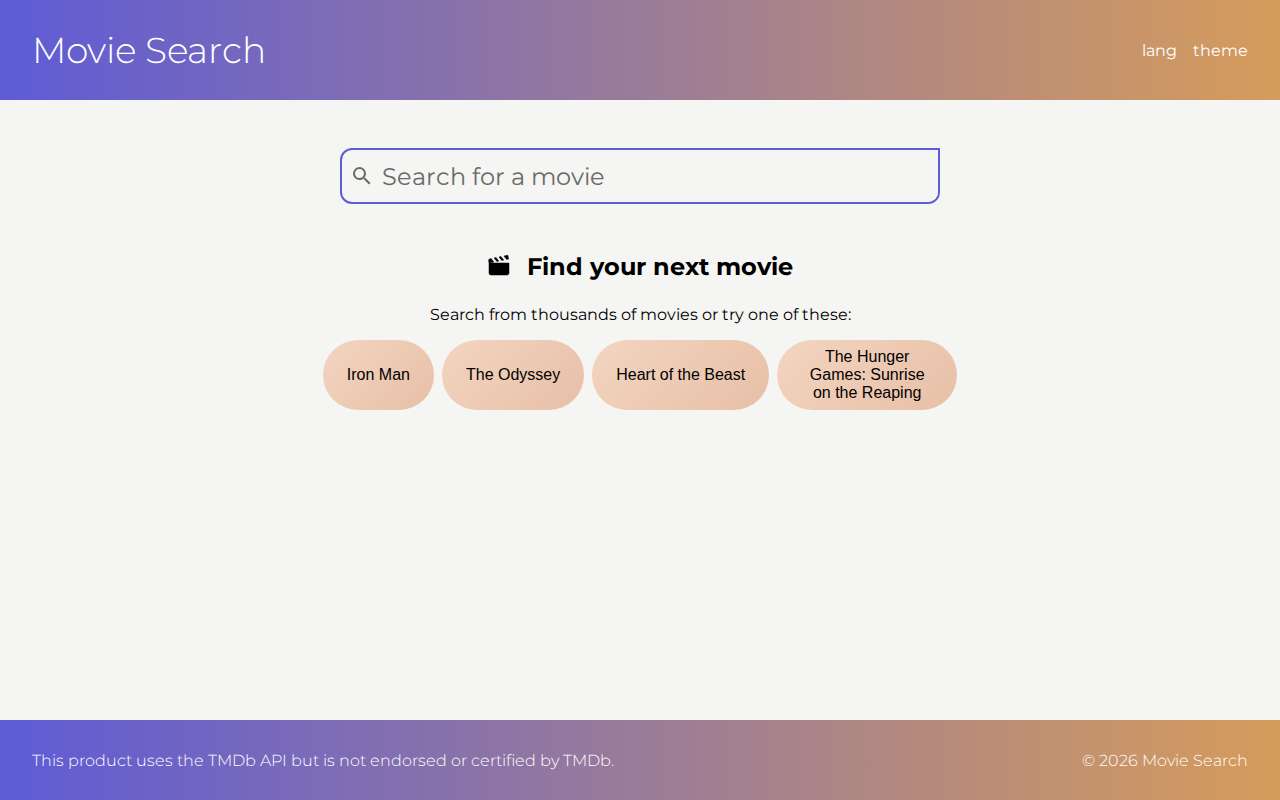 Movie Search
lang theme
Search for a movie
Find your next movie
Search from thousands of movies or try one of these:
Iron Man
The Odyssey
Heart of the Beast
The Hunger
Games: Sunrise
on the Reaping
This product uses the TMDb API but is not endorsed or certified by TMDb.
© 2026 Movie Search